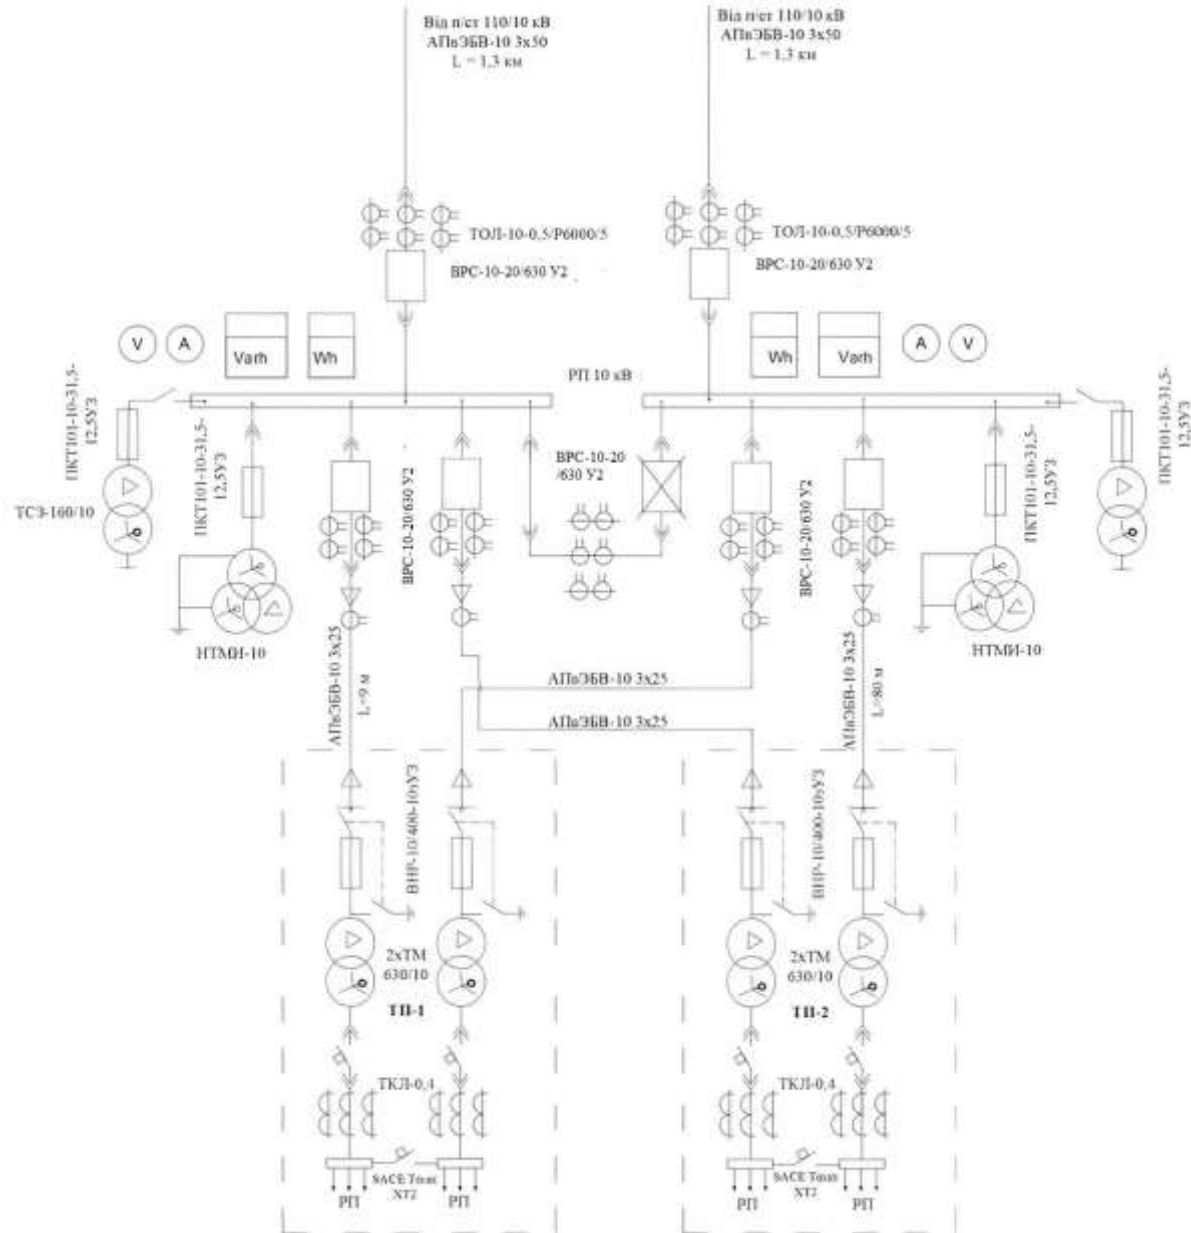 Від п/ст 110/10 кВ
АПвЭБВ-10 3х50
L = 1,3 км
Від п/ст 110/10 кВ
АПвЭБВ-10 3х50
L = 1,3 км
ТОЛ-10-0,5/Р6000/5
ВРС-10-20/630 У2
ТОЛ-10-0,5/Р6000/5
ВРС-10-20/630 У2
V
A
Varh
Wh
Wh
Varh
A
V
РП 10 кВ
ПКТ101-10-31,5-
12,5УЗ
ПКТ101-10-31,5-
12,5УЗ
ТСЗ-160/10
НТМИ-10
ВРС-10-20/630 У2
ВРС-10-20
/630 У2
ВРС-10-20/630 У2
ПКТ101-10-31,5-
12,5УЗ
ПКТ101-10-31,5-
12,5УЗ
НТМИ-10
АПвЭБВ-10 3х25
L=9 м
АПвЭБВ-10 3х25
АПвЭБВ-10 3х25
АПвЭБВ-10 3х25
L=80 м
ВНР-10/400-10зУЗ
ВНР-10/400-10зУЗ
2хТМ
630/10
ТП-1
2хТМ
630/10
ТП-2
ТКЛ-0,4
ТКЛ-0,4
SACE Tmax
XT2
РП
РП
SACE Tmax
XT2
РП
РП